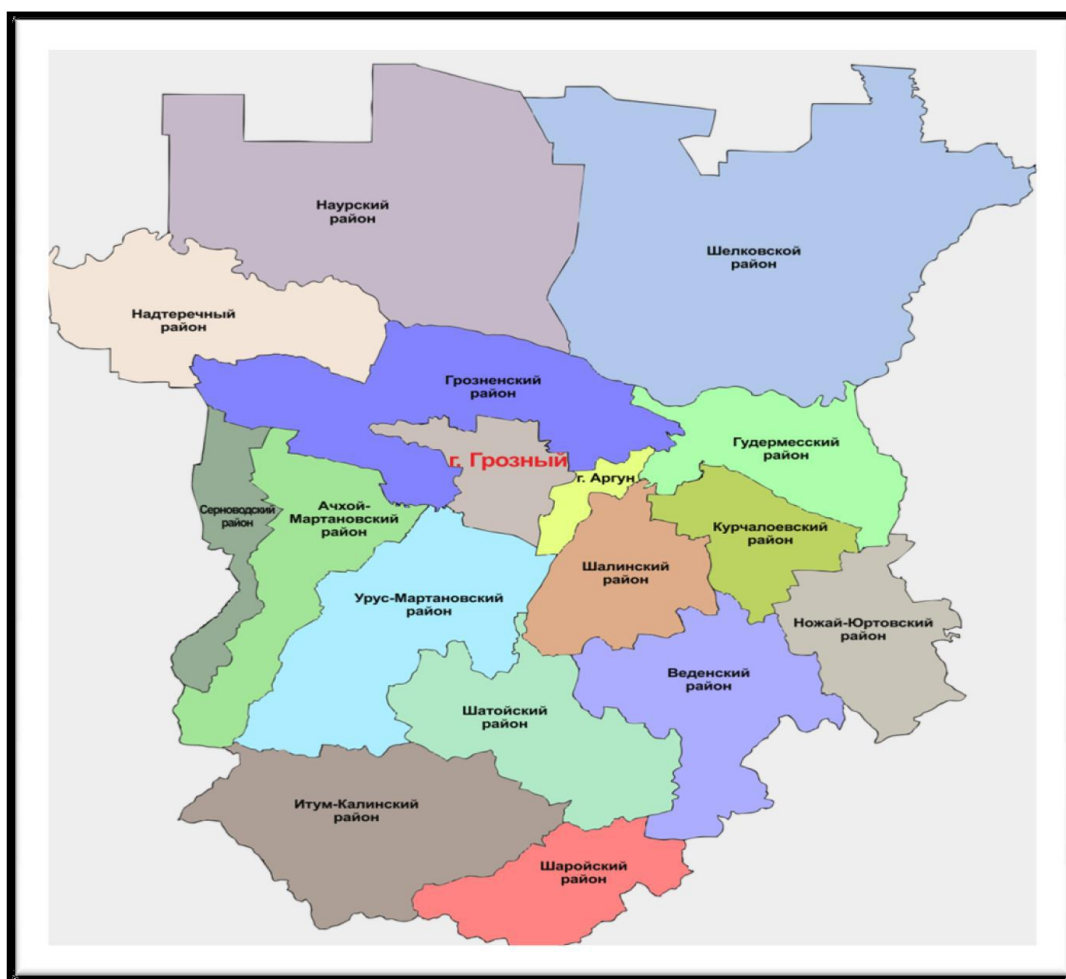 Наурский
район
Шелковской
район
Надтеречный
район
Грозненский
район
Гудермесский
район
г. Грозный
г. Аргун
Серноводский
район
Ачхой-
Мартановский
район
Курчалоевский
район
Шалинский
район
Урус-Мартановский
район
Ножай-Юртовский
район
Веденский
район
Шатойский
район
Итум-Калинский
район
Шаройский
район